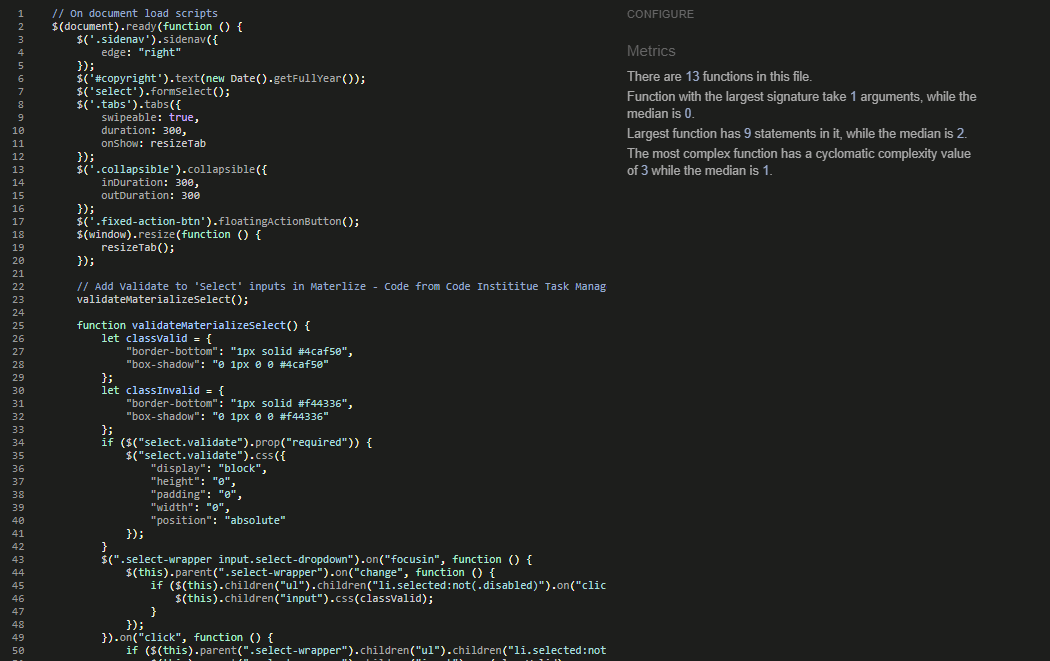 1 // On document load scripts
2 $(document).ready(function () {
3 $('.sidenav').sidenav({
4 edge: "right"
5 });
6 $('#copyright').text(new Date().getFullYear());
7 $('select').formSelect();
8 $('.tabs').tabs({
9 swipeable: true,
10 duration: 300,
11 onShow: resizeTab
12 });
13 $('.collapsible').collapsible({
14 inDuration: 300,
15 outDuration: 300
16 });
17 $('.fixed-action-btn').floatingActionButton();
18 $(window).resize(function () {
19 resizeTab();
20 });
21
22 // Add Validate to 'Select' inputs in Materlize - Code from Code Instititue Task Manag
23 validateMaterializeSelect();
24
25 function validateMaterializeSelect() {
26 let classValid = {
27 "border-bottom": "1px solid #4caf50",
28 "box-shadow": "0 1px 0 0 #4caf50"
29 };
30 let classInvalid = {
31 "border-bottom": "1px solid #f44336",
32 "box-shadow": "0 1px 0 0 #f44336"
33 };
34 if ($("select.validate").prop("required")) {
35 $("select.validate").css({
36 "display": "block",
37 "height": "0",
38 "padding": "0",
39 "width": "0",
40 "position": "absolute"
41 });
42 }
43 $(".select-wrapper input.select-dropdown").on("focusin", function () {
44 $(this).parent(".select-wrapper").on("change", function () {
45 if ($(this).children("ul").children("li.selected:not(.disabled)").on("clic
46 $(this).children("input").css(classValid);
47 }
48 });
49 }).on("click", function () {
50 if ($(this).parent(".select-wrapper").children("ul").children("li.selected:not
CONFIGURE
Metrics
There are 13 functions in this file.
Function with the largest signature take 1 arguments, while the
median is 0.
Largest function has 9 statements in it, while the median is 2.
The most complex function has a cyclomatic complexity value
of 3 while the median is 1.